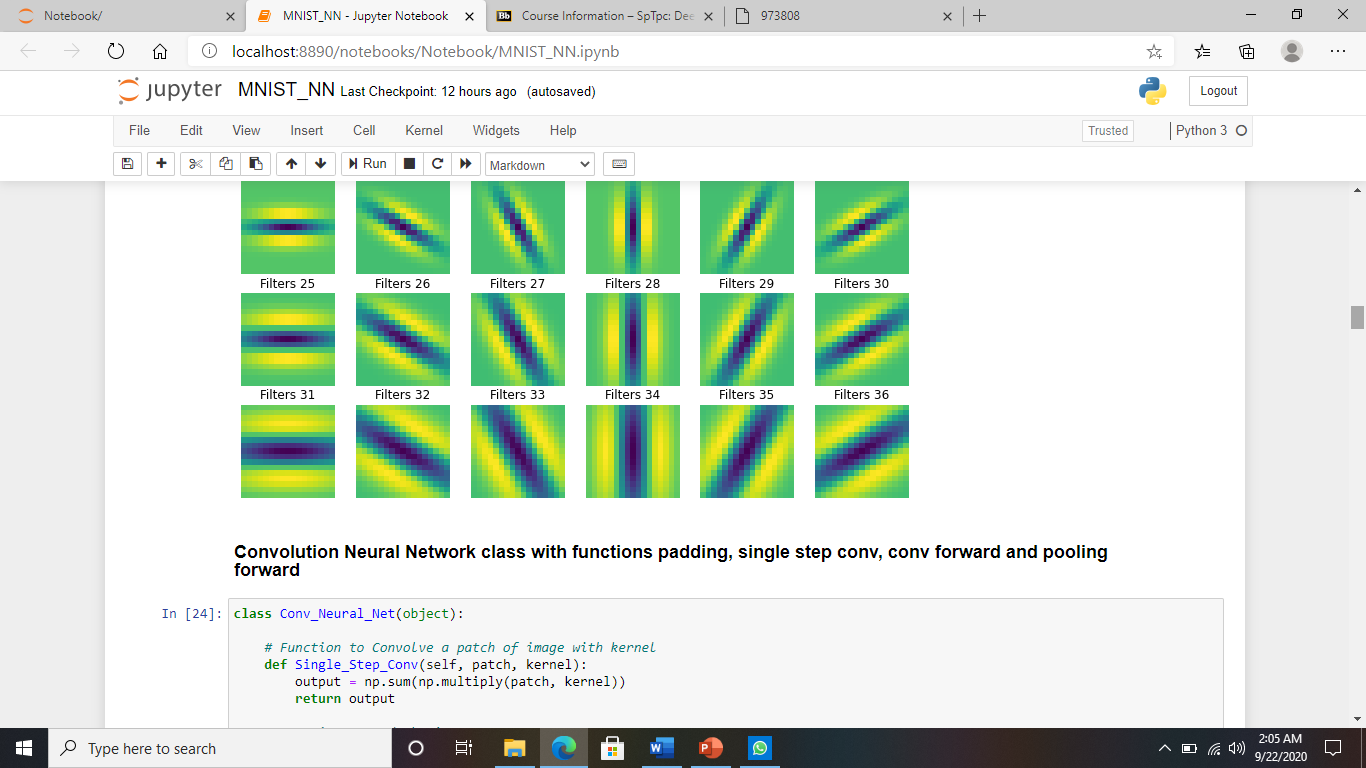 Notebook/
MNIST_NN - Jupyter Notebook
Bb Course Information – SpTpc: Dee
973808
localhost:8890/notebooks/Notebook/MNIST_NN.ipynb
jupyter MNIST_NN Last Checkpoint: 12 hours ago (autosaved)
Logout
File Edit View Insert Cell Kernel Widgets Help
Trusted
Python 3
Run
Markdown
Filters 25 Filters 26 Filters 27 Filters 28 Filters 29 Filters 30
Filters 31 Filters 32 Filters 33 Filters 34 Filters 35 Filters 36
Convolution Neural Network class with functions padding, single step conv, conv forward and pooling
forward
In [24]: class Conv_Neural_Net(object):
# Function to Convolve a patch of image with kernel
def Single_Step_Conv(self, patch, kernel):
output = np.sum(np.multiply(patch, kernel))
return output
Type here to search
2:05 AM
9/22/2020